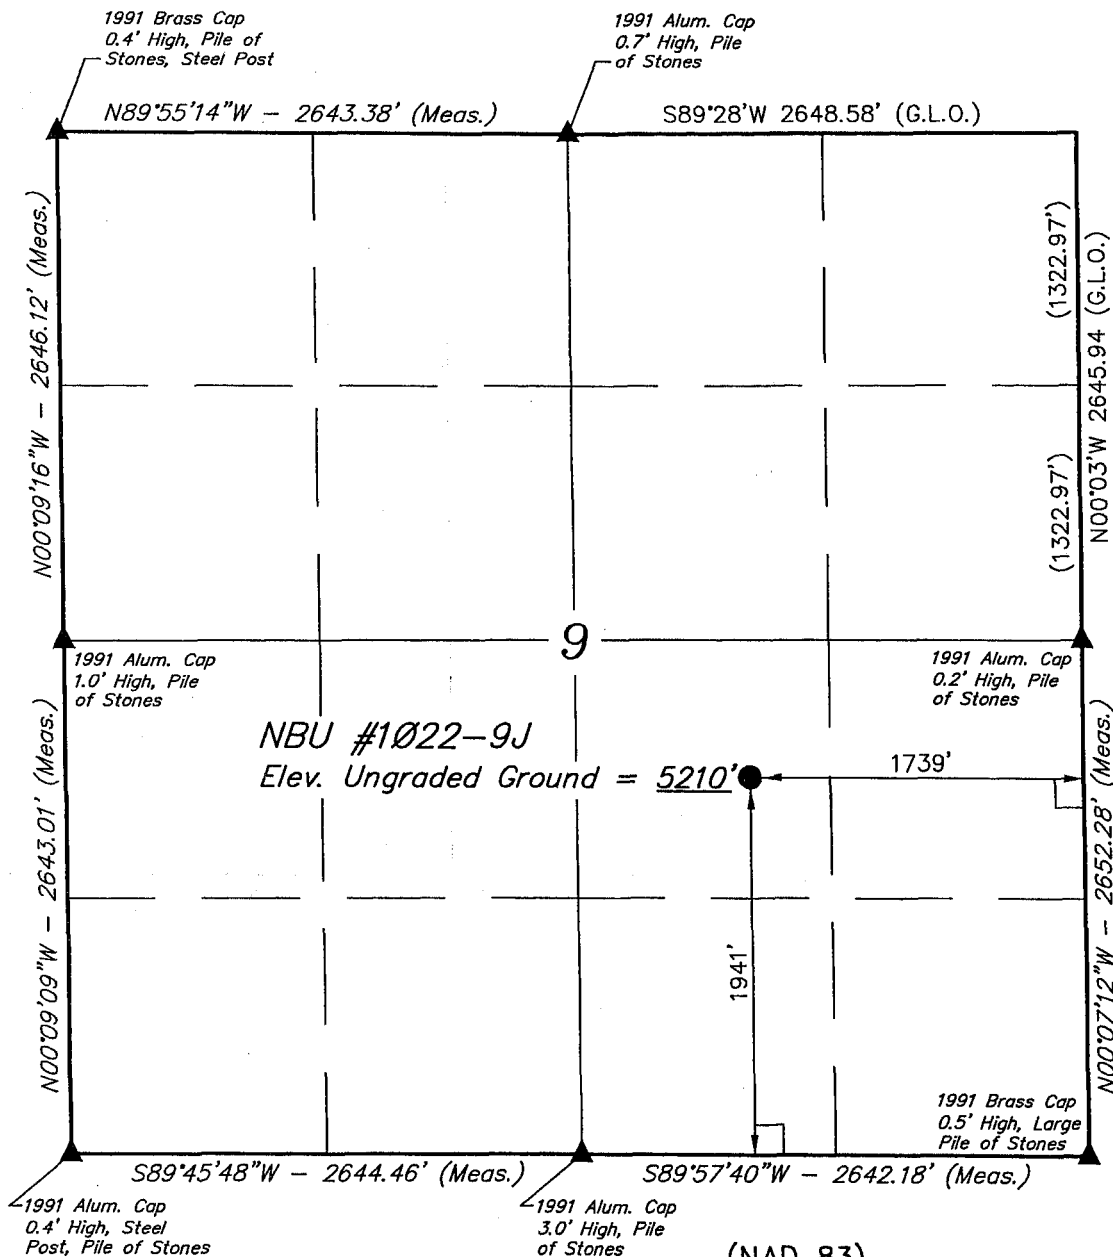 1991 Brass Cap
0.4' High, Pile of
Stones, Steel Post
1991 Alum. Cap
0.7' High, Pile
of Stones
N89°55'14"W - 2643.38' (Meas.)
S89°28'W 2648.58' (G.L.O.)
N00°09'16"W - 2646.12' (Meas.)
(1322.97')
(1322.97')
N00°03'W 2645.94 (G.L.O.)
9
1991 Alum. Cap
1.0' High, Pile
of Stones
1991 Alum. Cap
0.2' High, Pile
of Stones
NBU #1Ø22-9J
Elev. Ungraded Ground = 5210'
1739'
1941'
N00°09'09"W - 2643.01' (Meas.)
N00°07'12"W - 2652.28' (Meas.)
1991 Brass Cap
0.5' High, Large
Pile of Stones
S89°45'48"W - 2644.46' (Meas.)
S89°57'40"W - 2642.18' (Meas.)
1991 Alum. Cap
0.4' High, Steel
Post, Pile of Stones
1991 Alum. Cap
3.0' High, Pile
of Stones
(NAD 83)